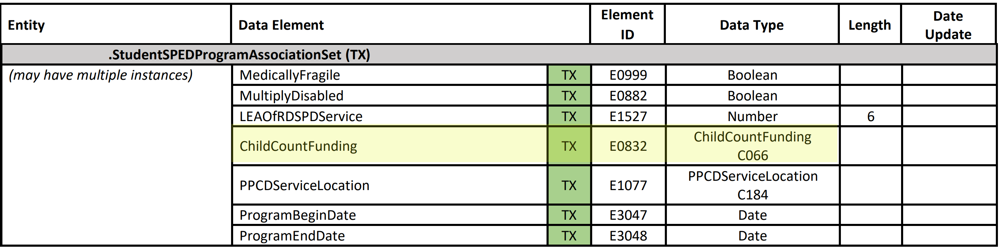 Entity Data Element Element ID Data Type Length Date Update
.StudentSPEDProgramAssociationSet (TX)
(may have multiple instances) MedicallyFragile TX E0999 Boolean
MultiplyDisabled TX E0882 Boolean
LEAOfRDSPDService TX E1527 Number 6
ChildCountFunding TX E0832 ChildCountFunding C066
PPCDServiceLocation TX E1077 PPCDServiceLocation C184
ProgramBeginDate TX E3047 Date
ProgramEndDate TX E3048 Date